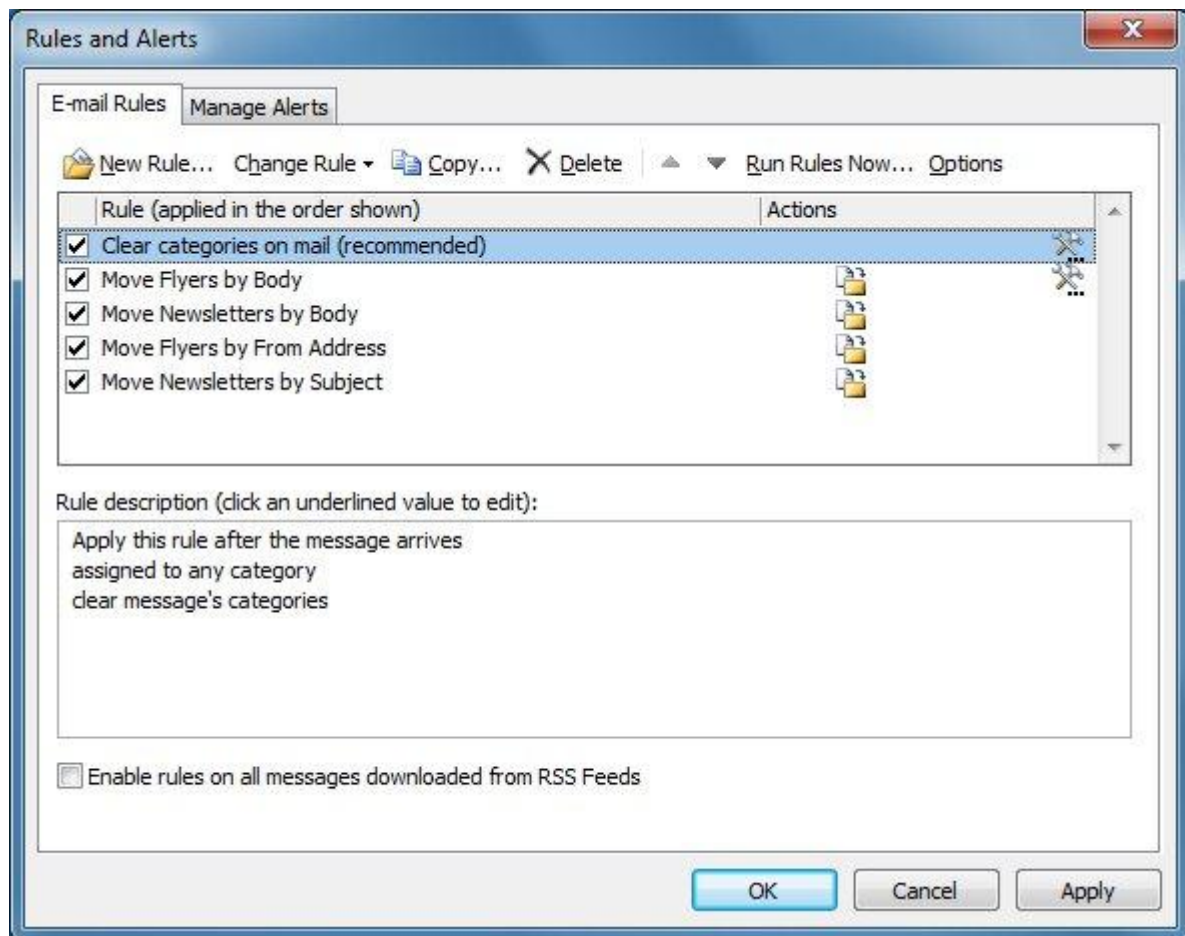 Rules and Alerts
x
E-mail Rules Manage Alerts
New Rule... Change Rule Copy... Delete Run Rules Now... Options
Rule (applied in the order shown) Actions
Clear categories on mail (recommended)
Move Flyers by Body
Move Newsletters by Body
Move Flyers by From Address
Move Newsletters by Subject
Rule description (click an underlined value to edit):
Apply this rule after the message arrives
assigned to any category
clear message's categories
Enable rules on all messages downloaded from RSS Feeds
OK Cancel Apply